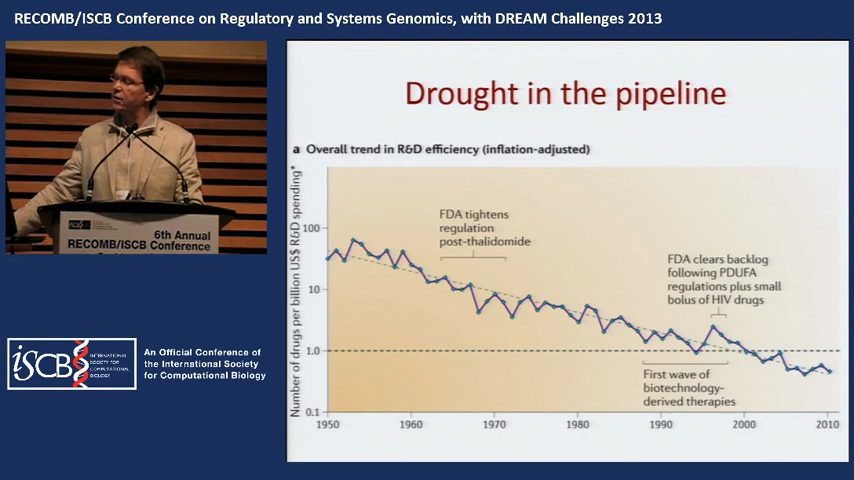 RECOMB/ISCB Conference on Regulatory and Systems Genomics, with DREAM Challenges 2013
6th Annual
RECOMB/ISCB Conference
iSCB
INTERNATIONAL
SOCIETY FOR
COMPUTATIONAL
BIOLOGY
An Official Conference of
the International Society
for Computational Biology
Drought in the pipeline
a Overall trend in R&D efficiency (inflation-adjusted)
Number of drugs per billion US$ R&D spending*
100
10
1.0
0.1
FDA tightens
regulation
post-thalidomide
FDA clears backlog
following PDUFA
regulations plus small
bolus of HIV drugs
First wave of
biotechnology-
derived therapies
1950 1960 1970 1980 1990 2000 2010